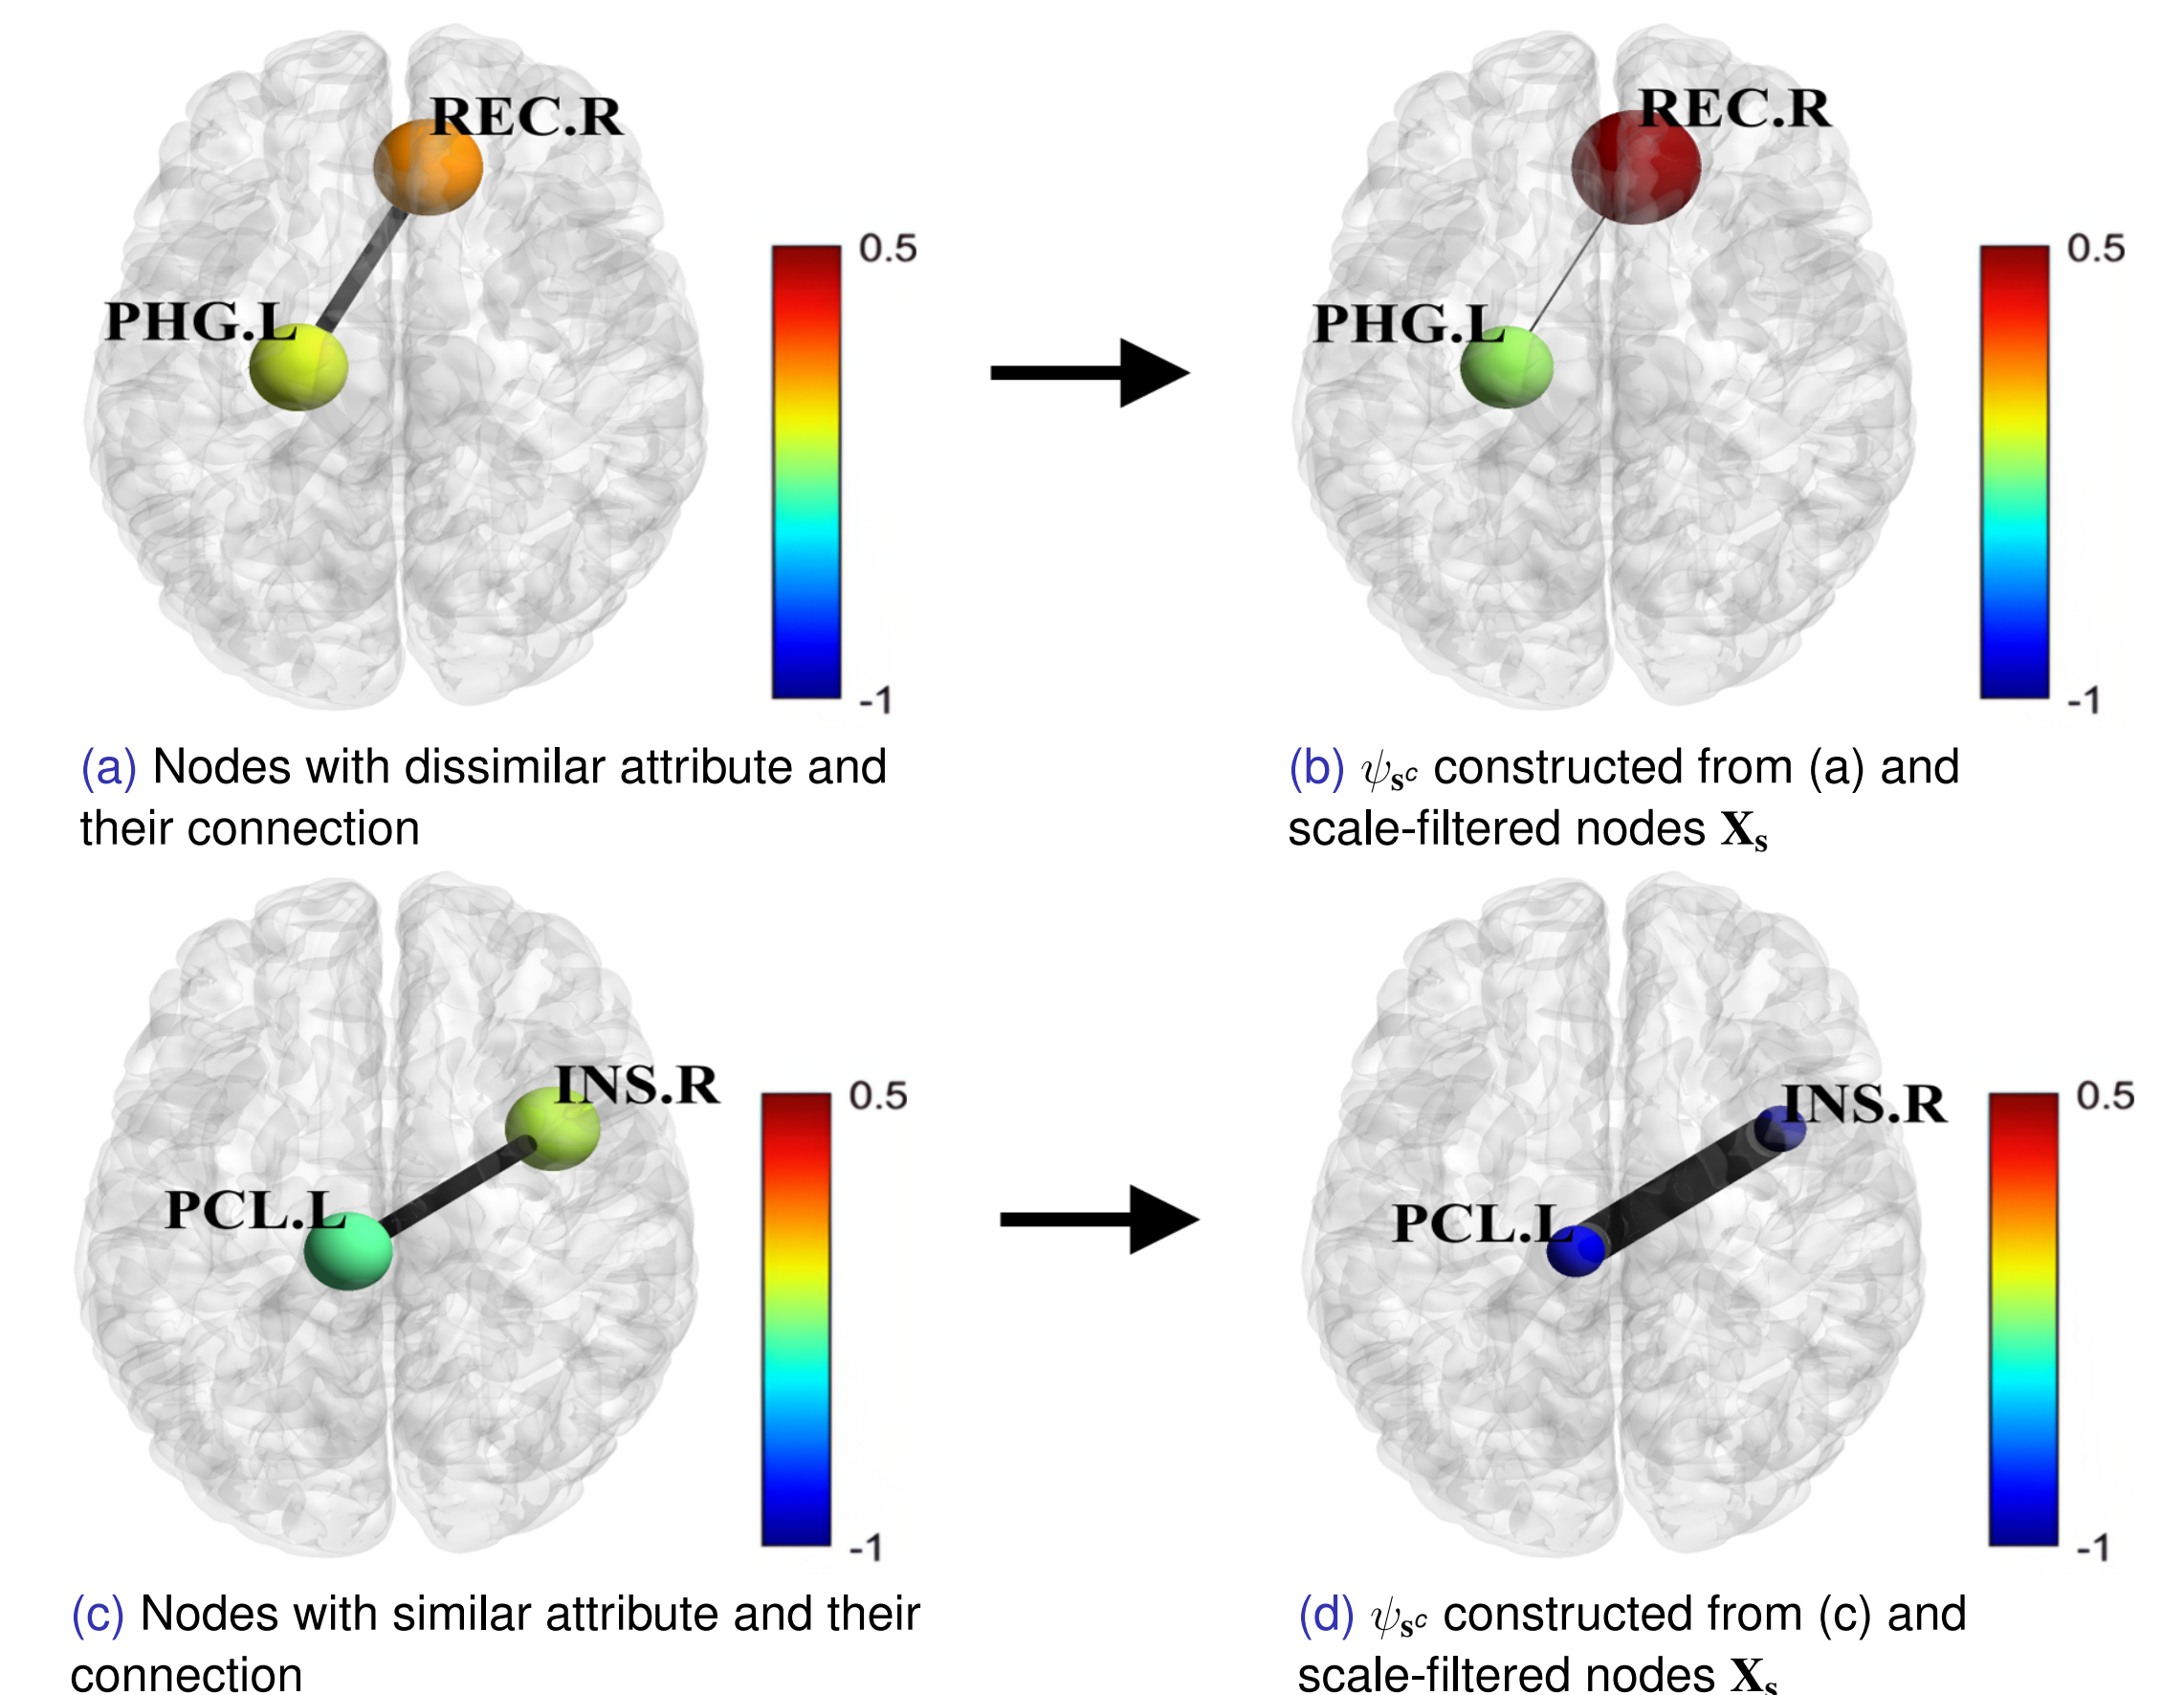 REC.R
PHG.L
0.5
-1
REC.R
PHG.L
0.5
-1
(a) Nodes with dissimilar attribute and
their connection
(b) ψ_{s^c} constructed from (a) and
scale-filtered nodes X_s
INS.R
PCL.L
0.5
-1
INS.R
PCL.L
0.5
-1
(c) Nodes with similar attribute and their
connection
(d) ψ_{s^c} constructed from (c) and
scale-filtered nodes X_s